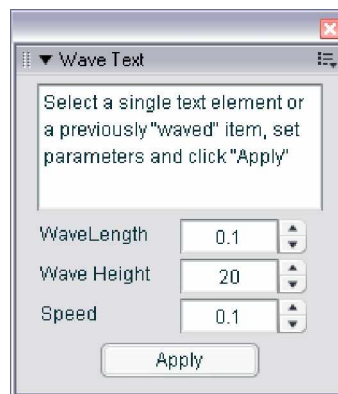 Wave Text
Select a single text element or
a previously "waved" item, set
parameters and click "Apply"
WaveLength 0.1
Wave Height 20
Speed 0.1
Apply